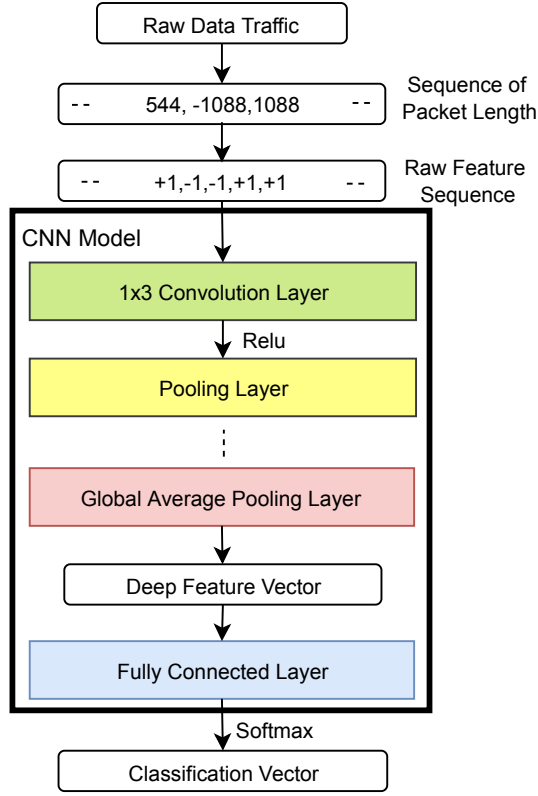 Raw Data Traffic
-- 544, -1088,1088 --
Sequence of
Packet Length
-- +1,-1,-1,+1,+1 --
Raw Feature
Sequence
CNN Model
1x3 Convolution Layer
Relu
Pooling Layer
Global Average Pooling Layer
Deep Feature Vector
Fully Connected Layer
Softmax
Classification Vector